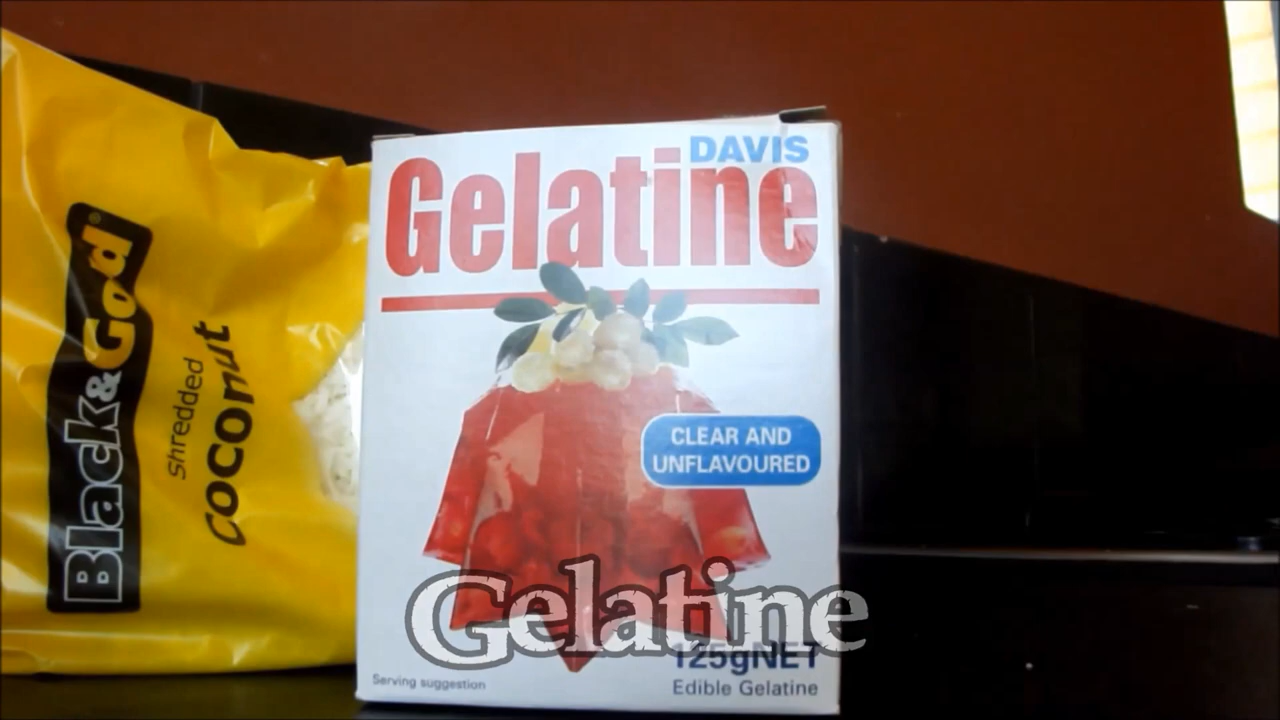 Black & Gold
Shredded
coconut
DAVIS
Gelatine
CLEAR AND
UNFLAVOURED
Gelatine
125gNET
Serving suggestion
Edible Gelatine